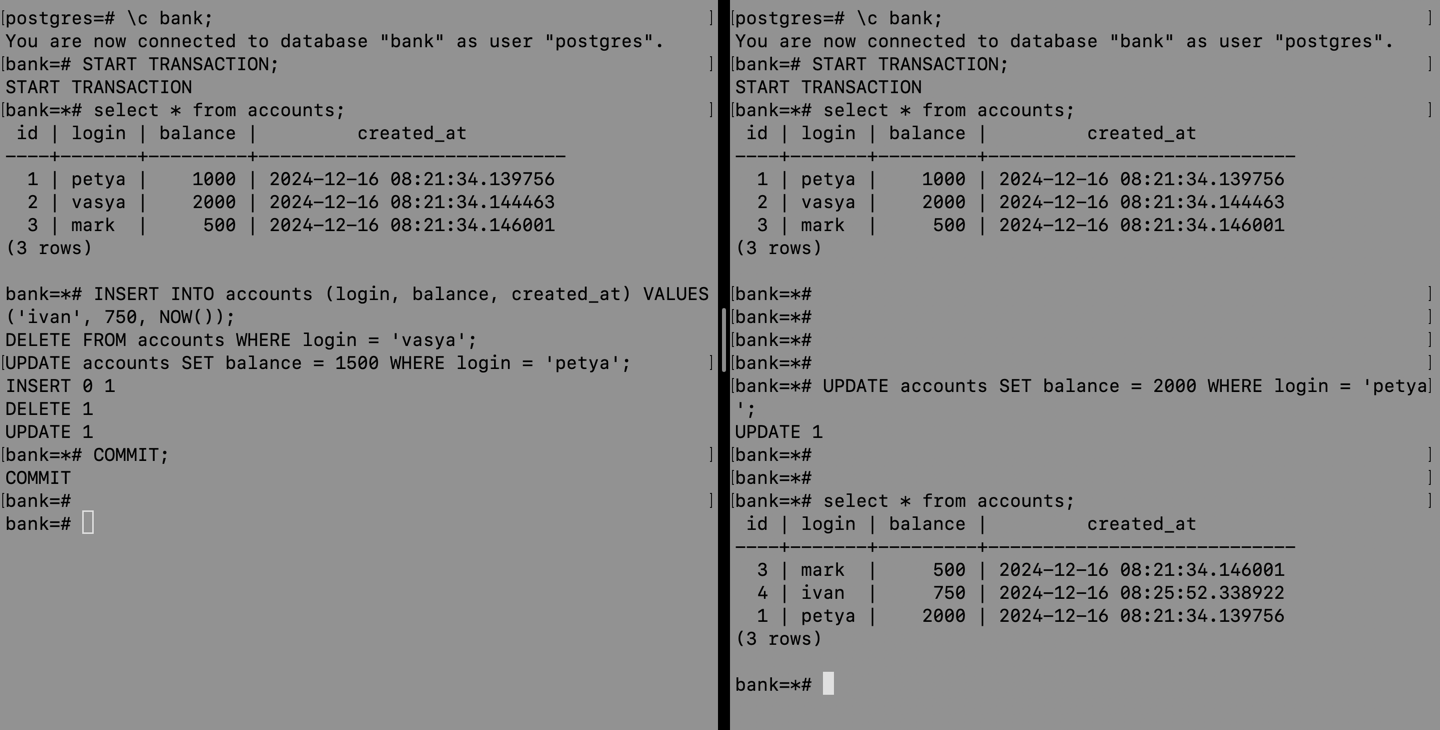 [postgres=# \c bank; ]
You are now connected to database "bank" as user "postgres".
[bank=# START TRANSACTION; ]
START TRANSACTION
[bank=*# select * from accounts; ]
 id | login | balance |         created_at
----+-------+---------+----------------------------
  1 | petya |    1000 | 2024-12-16 08:21:34.139756
  2 | vasya |    2000 | 2024-12-16 08:21:34.144463
  3 | mark  |     500 | 2024-12-16 08:21:34.146001
(3 rows)
bank=*# INSERT INTO accounts (login, balance, created_at) VALUES
('ivan', 750, NOW());
DELETE FROM accounts WHERE login = 'vasya';
[UPDATE accounts SET balance = 1500 WHERE login = 'petya'; ]
INSERT 0 1
DELETE 1
UPDATE 1
[bank=*# COMMIT; ]
COMMIT
[bank=# ]
bank=#
[postgres=# \c bank; ]
You are now connected to database "bank" as user "postgres".
[bank=# START TRANSACTION; ]
START TRANSACTION
[bank=*# select * from accounts; ]
 id | login | balance |         created_at
----+-------+---------+----------------------------
  1 | petya |    1000 | 2024-12-16 08:21:34.139756
  2 | vasya |    2000 | 2024-12-16 08:21:34.144463
  3 | mark  |     500 | 2024-12-16 08:21:34.146001
(3 rows)
[bank=*# ]
[bank=*# ]
[bank=*# ]
[bank=*# ]
[bank=*# UPDATE accounts SET balance = 2000 WHERE login = 'petya]
';
UPDATE 1
[bank=*# ]
[bank=*# ]
[bank=*# select * from accounts; ]
 id | login | balance |         created_at
----+-------+---------+----------------------------
  3 | mark  |     500 | 2024-12-16 08:21:34.146001
  4 | ivan  |     750 | 2024-12-16 08:25:52.338922
  1 | petya |    2000 | 2024-12-16 08:21:34.139756
(3 rows)
bank=*#